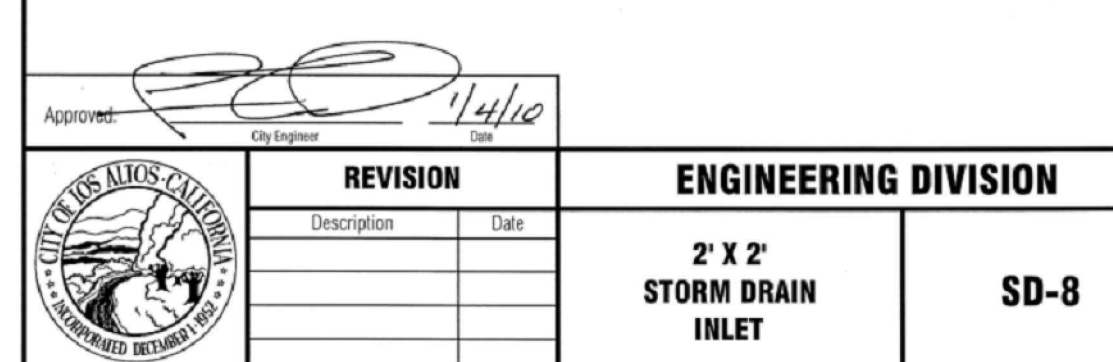 Approved:
1/4/10
City Engineer
Date
CITY OF LOS ALTOS-CALIFORNIA
INCORPORATED DECEMBER 1-1952
REVISION
Description
Date
ENGINEERING DIVISION
2' X 2'
STORM DRAIN
INLET
SD-8